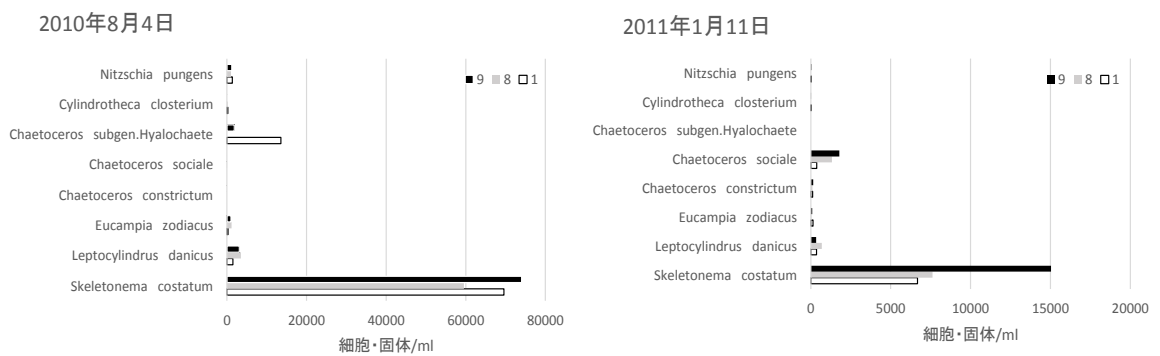 2010年8月4日
Nitzschia pungens
9 8 1
Cylindrotheca closterium
Chaetoceros subgen.Hyalochaete
Chaetoceros sociale
Chaetoceros constrictum
Eucampia zodiacus
Leptocylindrus danicus
Skeletonema costatum
0 20000 40000 60000 80000
細胞・固体/ml
2011年1月11日
Nitzschia pungens
9 8 1
Cylindrotheca closterium
Chaetoceros subgen.Hyalochaete
Chaetoceros sociale
Chaetoceros constrictum
Eucampia zodiacus
Leptocylindrus danicus
Skeletonema costatum
0 5000 10000 15000 20000
細胞・固体/ml